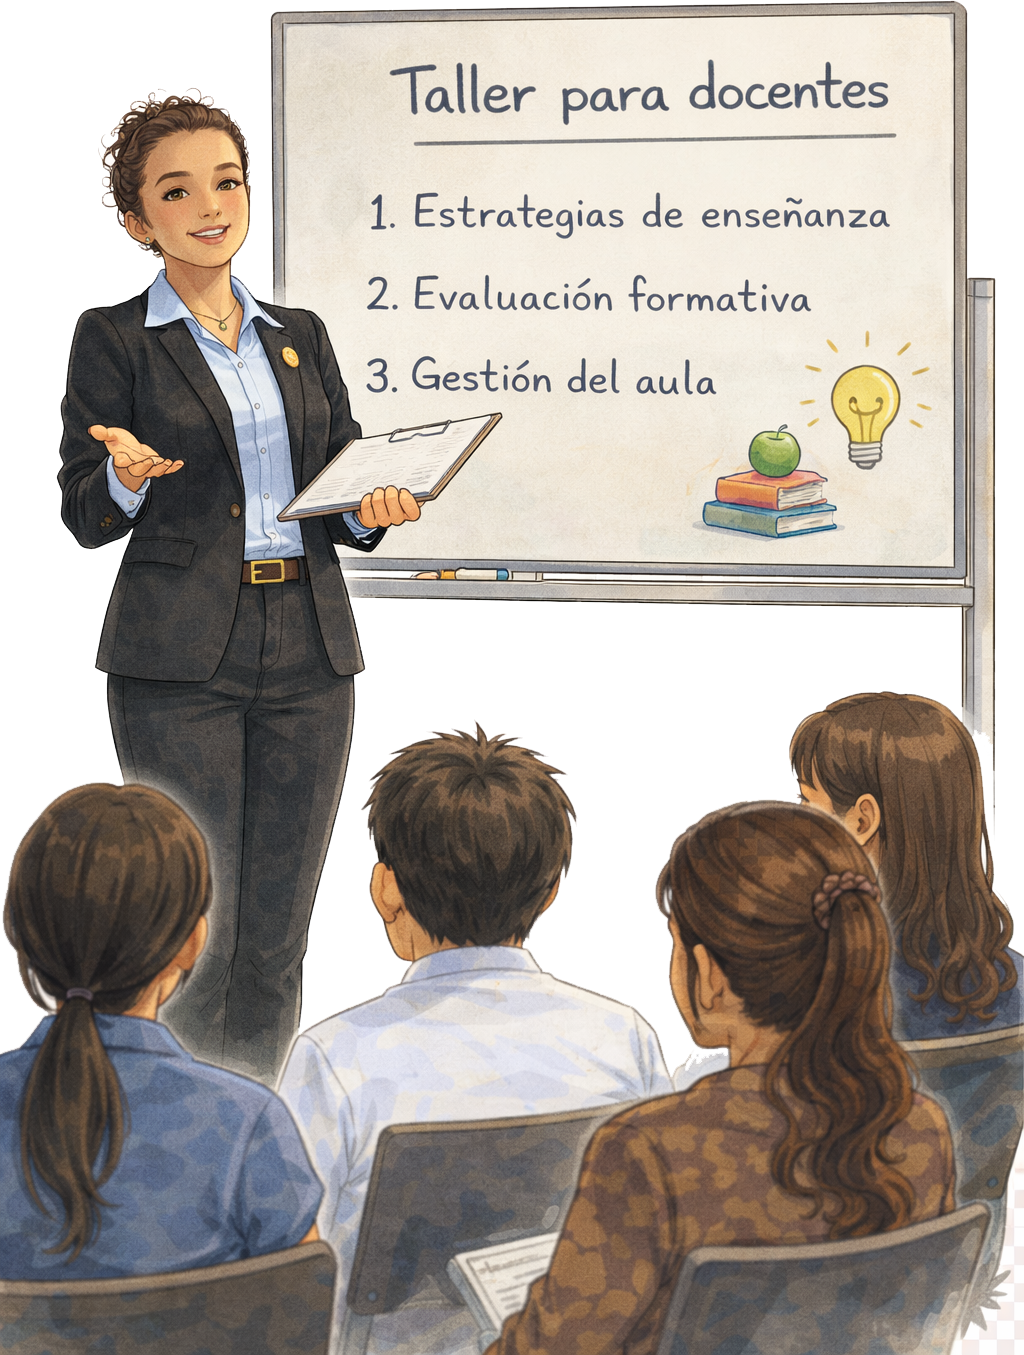 Taller para docentes
1. Estrategias de enseñanza
2. Evaluación formativa
3. Gestión del aula